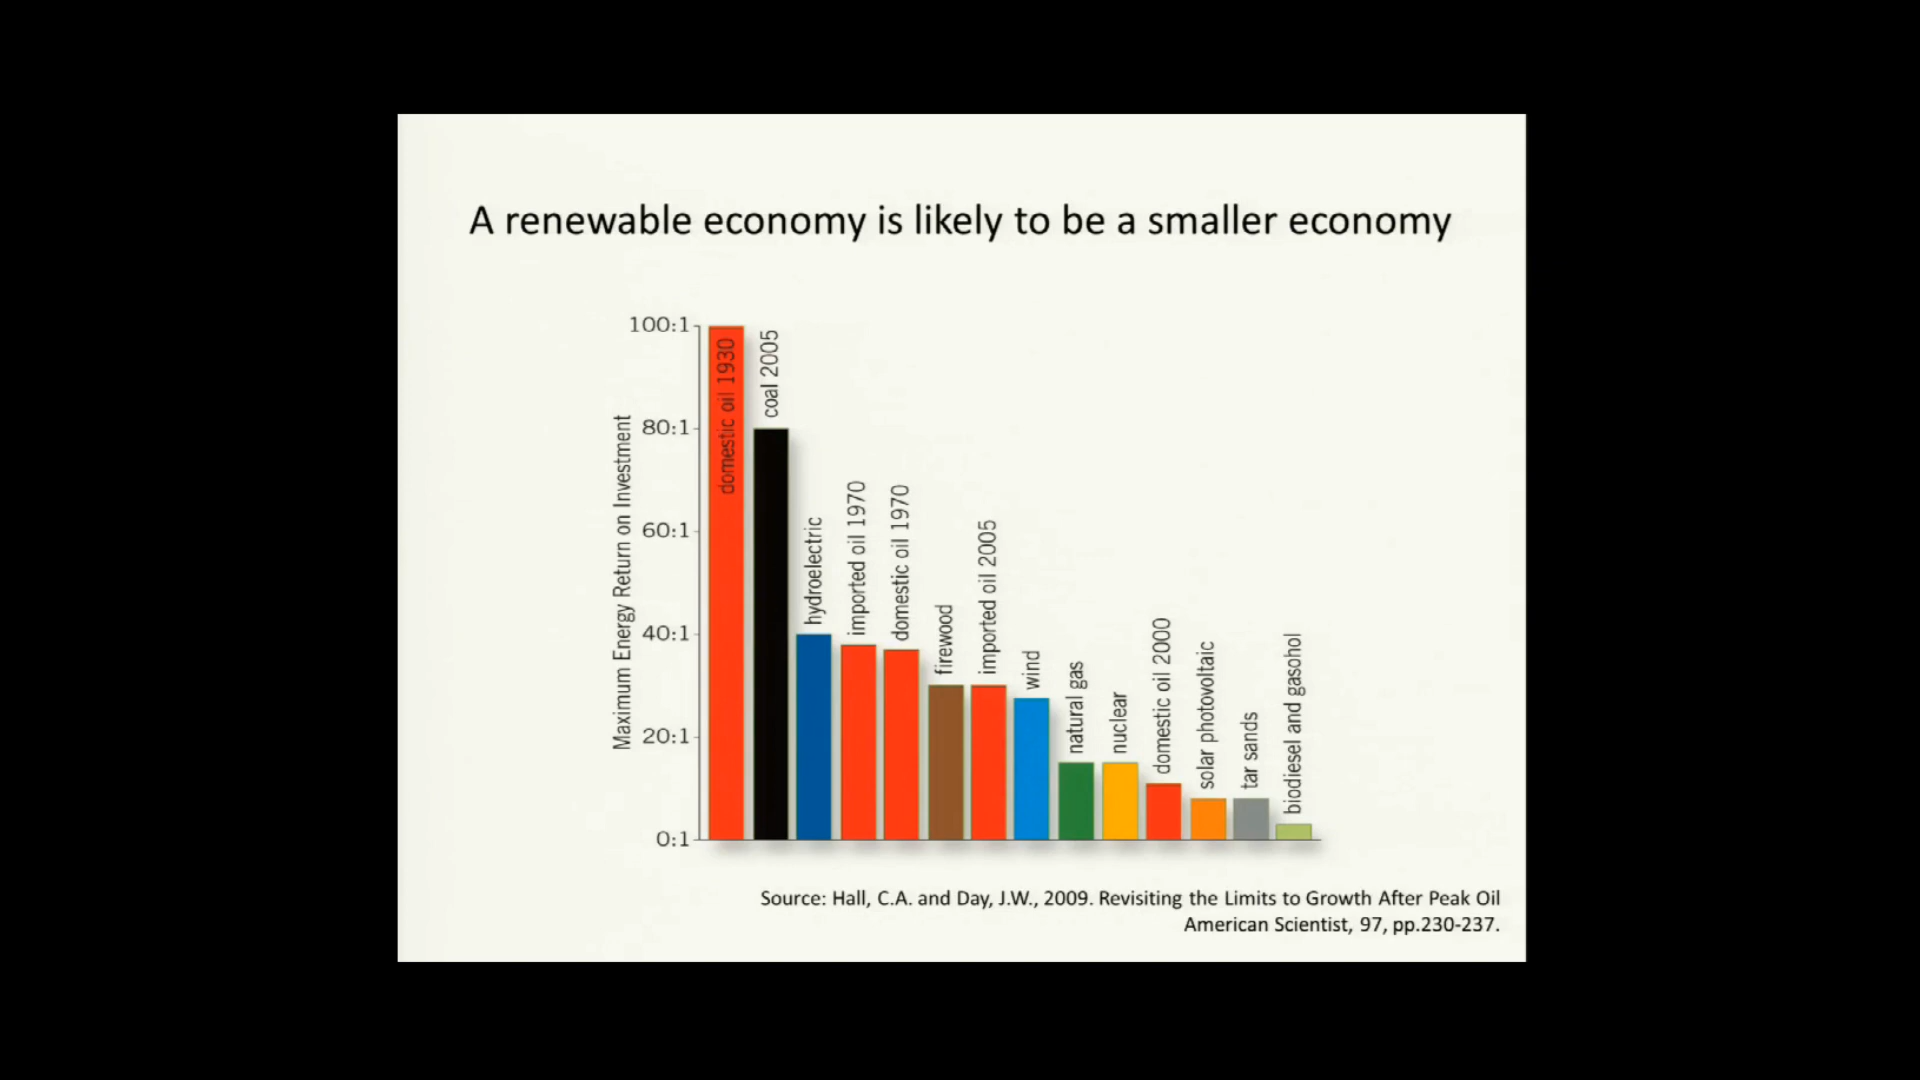 A renewable economy is likely to be a smaller economy
Maximum Energy Return on Investment
100:1
80:1
60:1
40:1
20:1
0:1
domestic oil 1930
coal 2005
hydroelectric
imported oil 1970
domestic oil 1970
firewood
imported oil 2005
wind
natural gas
nuclear
domestic oil 2000
solar photovoltaic
tar sands
biodiesel and gasohol
Source: Hall, C.A. and Day, J.W., 2009. Revisiting the Limits to Growth After Peak Oil
American Scientist, 97, pp.230-237.